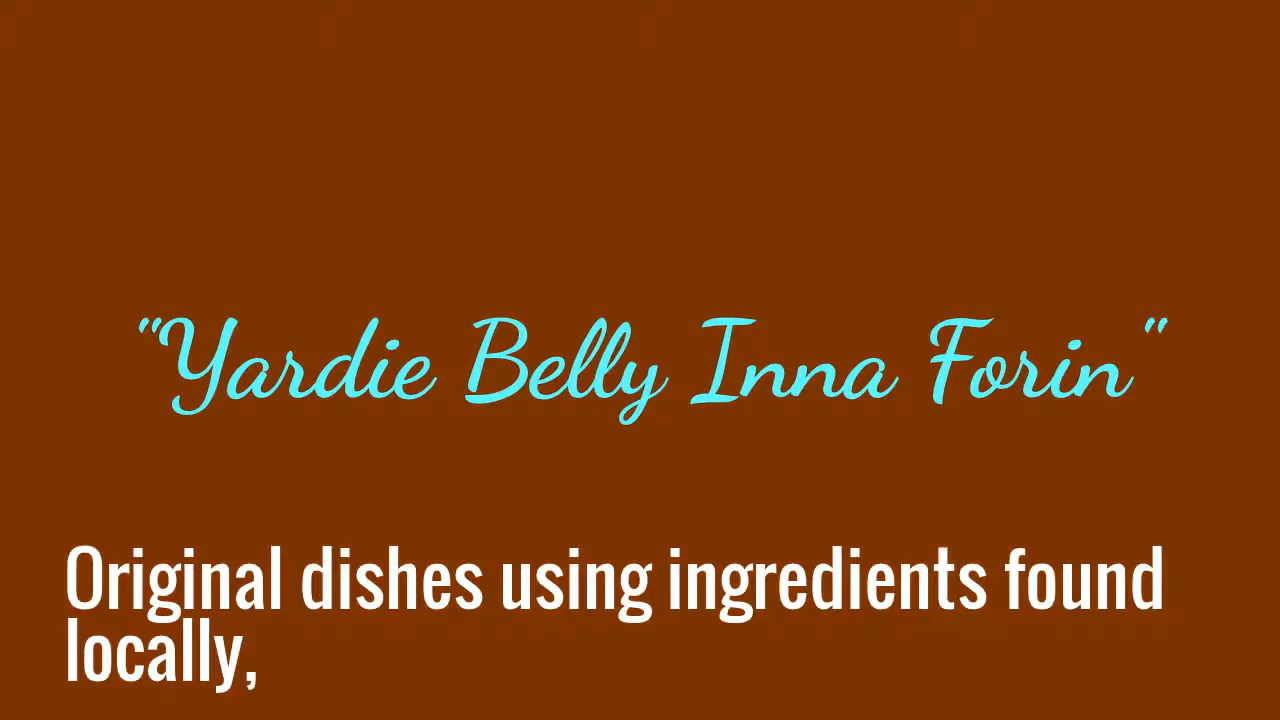 "Yardie Belly Inna Forin"
Original dishes using ingredients found
locally,